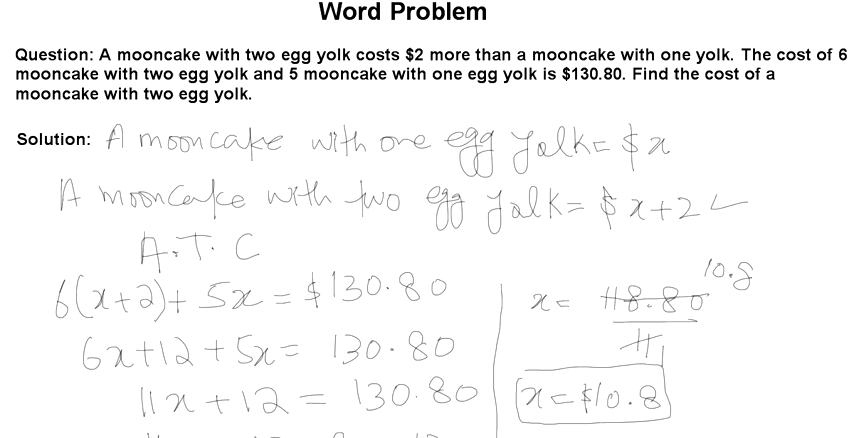 Word Problem
Question: A mooncake with two egg yolk costs $2 more than a mooncake with one yolk. The cost of 6
mooncake with two egg yolk and 5 mooncake with one egg yolk is $130.80. Find the cost of a
mooncake with two egg yolk.
Solution: A mooncake with one egg yalk = $x
A mooncake with two egg yalk = $x+2
A.T.C
6(x+2)+5x = $130.80
6x+12+5x = 130.80
11x+12 = 130.80
10.8
x = 118.80
11
x = $10.8